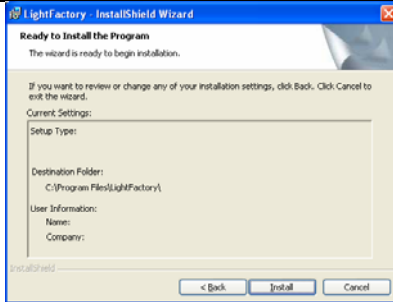 LightFactory - InstallShield Wizard
Ready to Install the Program
The wizard is ready to begin installation.
If you want to review or change any of your installation settings, click Back. Click Cancel to
exit the wizard.
Current Settings:
Setup Type:
Destination Folder:
C:\Program Files\LightFactory\
User Information:
Name:
Company:
InstallShield
< Back
Install
Cancel